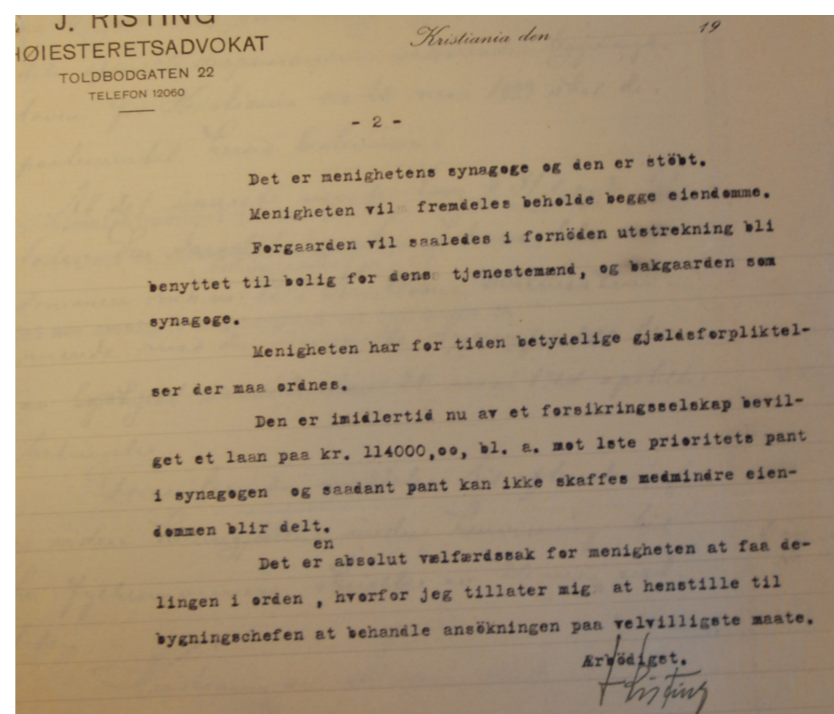 J. RISTING
HØIESTERETSADVOKAT
TOLDBODGATEN 22
TELEFON 12060
Kristiania den 19
- 2 -
Det er menighetens synagoge og den er støbt.
Menigheten vil fremdeles beholde begge eiendomme.
Forgaarden vil saaledes i fornöden utstrekning bli
benyttet til bolig for dens tjenestemænd, og bakgaarden som
synagoge.
Menigheten har for tiden betydelige gjældsforpliktel-
ser der maa ordnes.
Den er imidlertid nu av et forsikringsselskap bevil-
get et laan paa kr. 114000,oo, bl. a. mot 1ste prioritets pant
i synagogen og saadant pant kan ikke skaffes medmindre eien-
dommen blir delt.
en
Det er absolut vælfærdssak for menigheten at faa de-
lingen i orden , hvorfor jeg tillater mig at henstille til
bygningschefen at behandle ansökningen paa velvilligste maate.
Ærbödigst.
J Risting